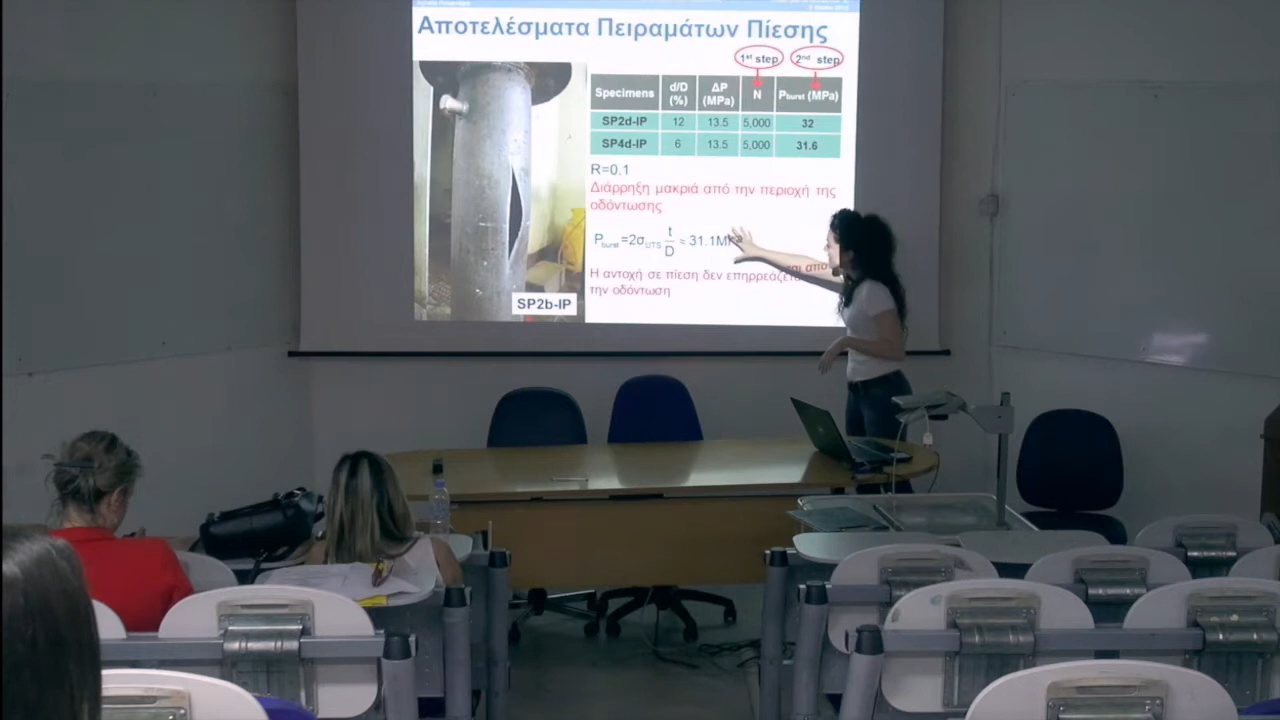 Αποτελέσματα Πειραμάτων Πίεσης
1st step 2nd step
Specimens d/D (%) ΔP (MPa) N Pburst (MPa)
SP2d-IP 12 13.5 5,000 32
SP4d-IP 6 13.5 5,000 31.6
R=0.1
Διάρρηξη μακριά από την περιοχή της
οδόντωσης
Pburst=2σUTS t/D ≈ 31.1M
Η αντοχή σε πίεση δεν επηρρεάζεται από
την οδόντωση
SP2b-IP